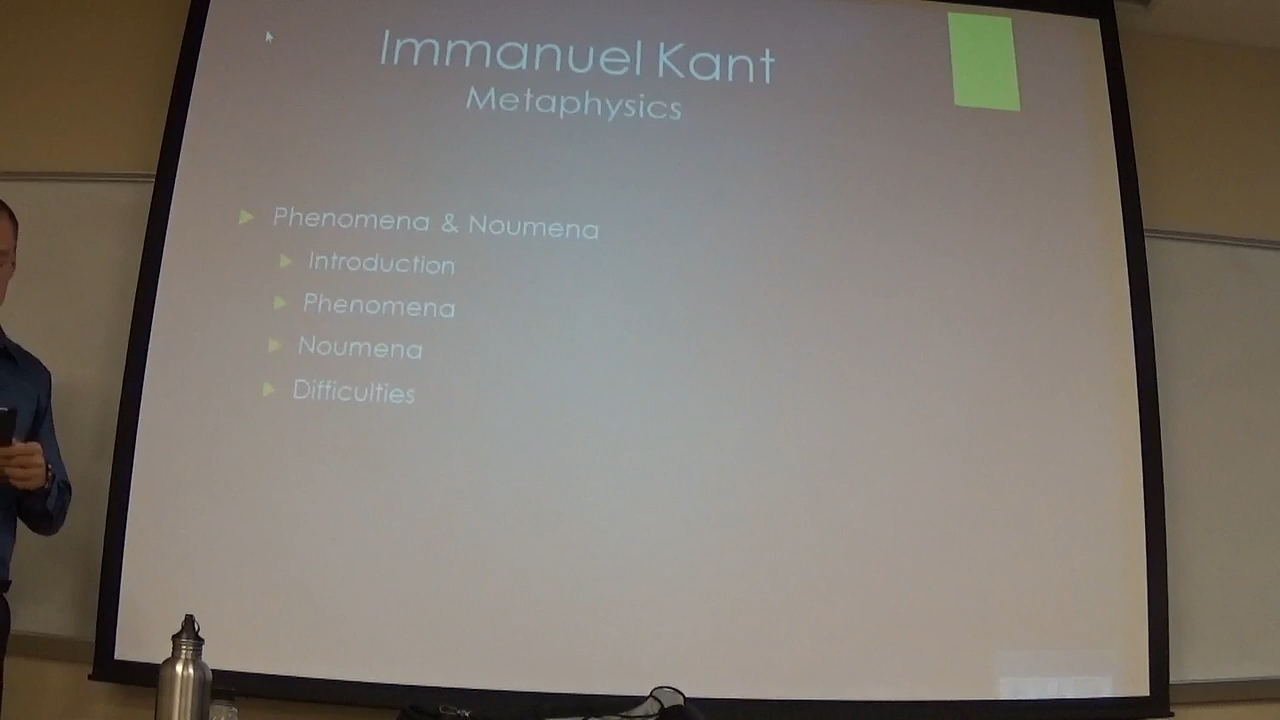 Immanuel Kant
Metaphysics
Phenomena & Noumena
Introduction
Phenomena
Noumena
Difficulties